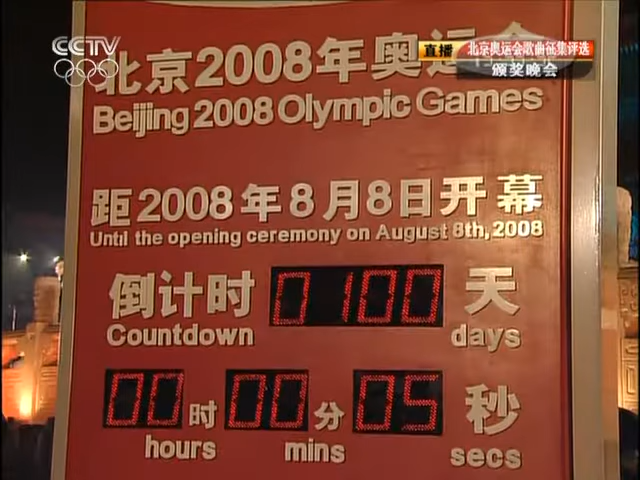 CCTV
直播 北京奥运会歌曲征集评选
颁奖晚会
北京2008年奥运会
Beijing 2008 Olympic Games
距2008年8月8日开幕
Until the opening ceremony on August 8th, 2008
倒计时 0100 天
Countdown days
00 时 00 分 05 秒
hours mins secs